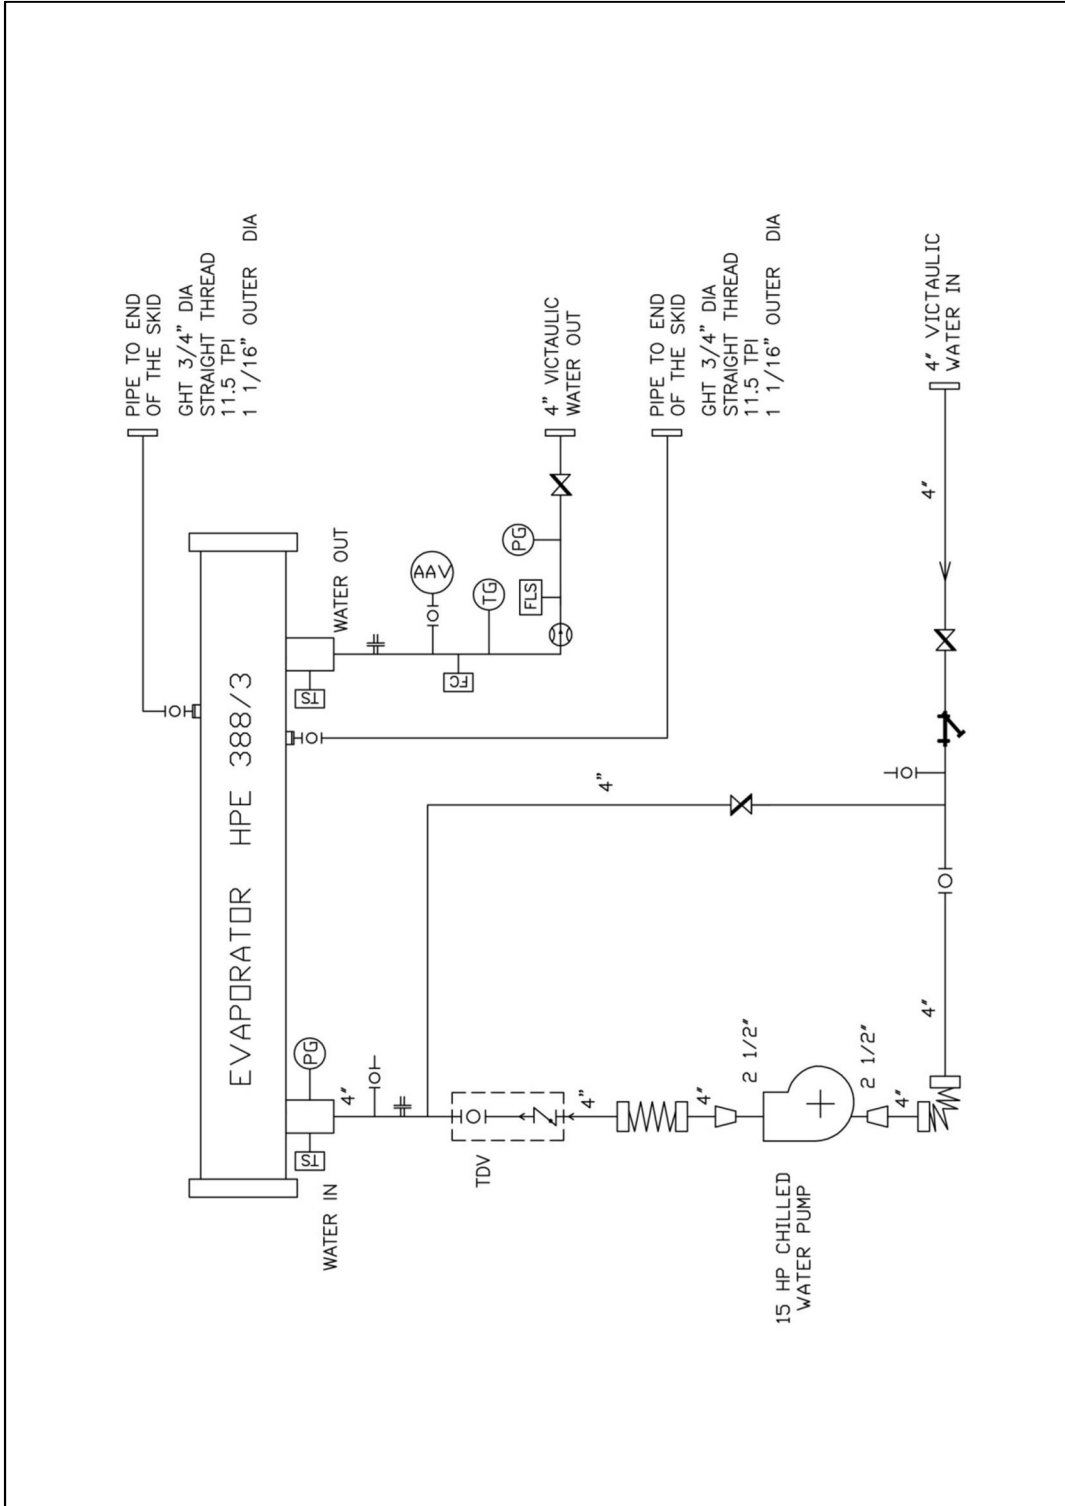 PIPE TO END
OF THE SKID
GHT 3/4" DIA
STRAIGHT THREAD
11.5 TPI
1 1/16" OUTER DIA
EVAPORATOR HPE 388/3
TS
PG
WATER IN
4"
TS
WATER OUT
AAV
FC
TG
FLS
PG
4" VICTAULIC
WATER OUT
TDV
4"
4"
PIPE TO END
OF THE SKID
GHT 3/4" DIA
STRAIGHT THREAD
11.5 TPI
1 1/16" OUTER DIA
4"
2 1/2"
15 HP CHILLED
WATER PUMP
2 1/2"
4"
4"
4"
4" VICTAULIC
WATER IN